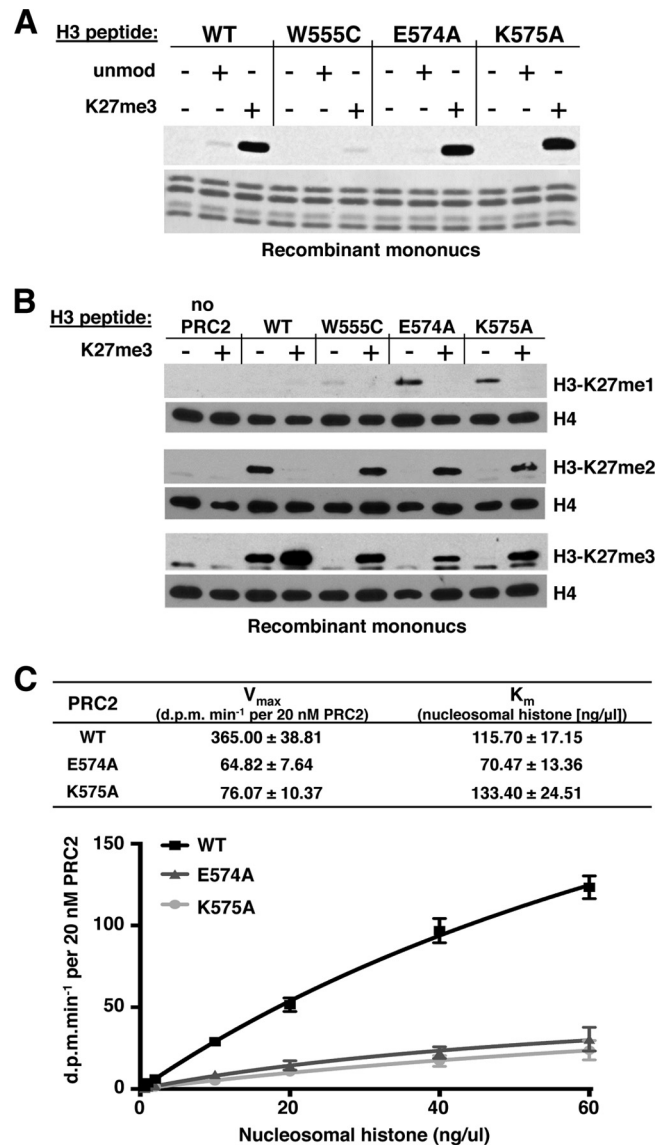 A
H3 peptide: WT W555C E574A K575A
unmod - + - - + - - + - - + -
K27me3 - - + - - + - - + - - +
Recombinant mononucs
B
H3 peptide: no PRC2 WT W555C E574A K575A
K27me3 - + - + - + - + - +
H3-K27me1
H4
H3-K27me2
H4
H3-K27me3
H4
Recombinant mononucs
C
PRC2 Vmax Km
(d.p.m. min⁻¹ per 20 nM PRC2) (nucleosomal histone [ng/μl])
WT 365.00 ± 38.81 115.70 ± 17.15
E574A 64.82 ± 7.64 70.47 ± 13.36
K575A 76.07 ± 10.37 133.40 ± 24.51
d.p.m.min⁻¹ per 20 nM PRC2
150
100
50
0
WT
E574A
K575A
0 20 40 60
Nucleosomal histone (ng/ul)